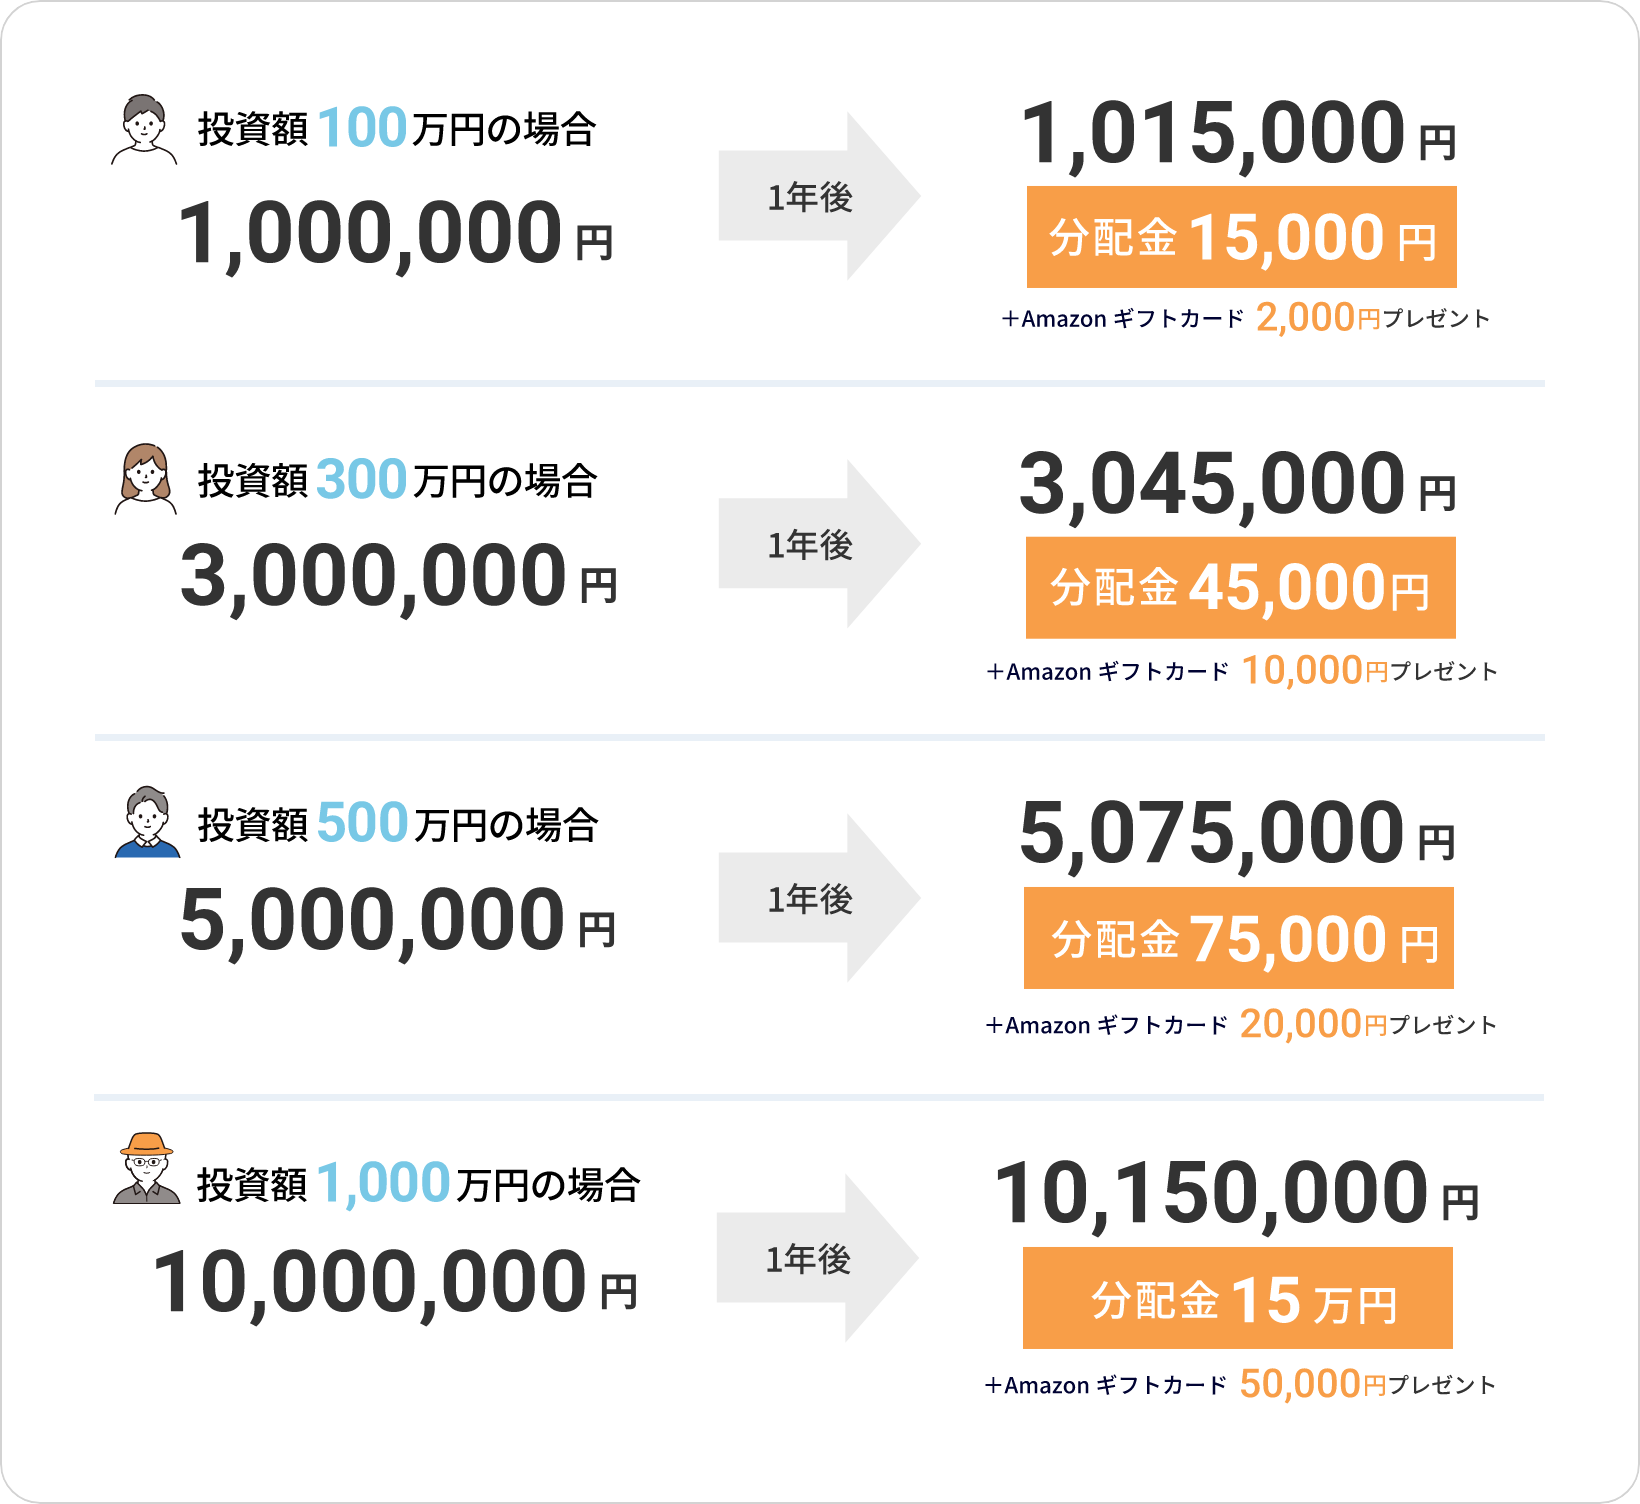 投資額 100 万円の場合
1,000,000 円
1年後
1,015,000 円
分配金 15,000 円
＋Amazon ギフトカード 2,000円プレゼント
投資額 300 万円の場合
3,000,000 円
1年後
3,045,000 円
分配金 45,000円
＋Amazon ギフトカード 10,000円プレゼント
投資額 500 万円の場合
5,000,000 円
1年後
5,075,000 円
分配金 75,000 円
＋Amazon ギフトカード 20,000円プレゼント
投資額 1,000 万円の場合
10,000,000 円
1年後
10,150,000 円
分配金 15 万円
＋Amazon ギフトカード 50,000円プレゼント